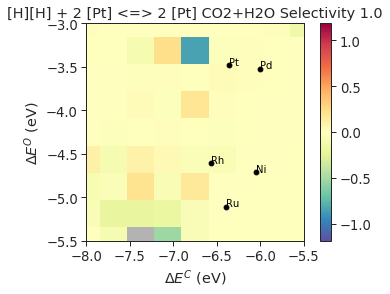 [H][H] + 2 [Pt] <=> 2 [Pt] CO2+H2O Selectivity 1.0
−3.0
−3.5
−4.0
−4.5
−5.0
−5.5
ΔE^O (eV)
Pt
Pd
Rh
Ni
Ru
−8.0 −7.5 −7.0 −6.5 −6.0 −5.5
ΔE^C (eV)
1.0
0.5
0.0
−0.5
−1.0